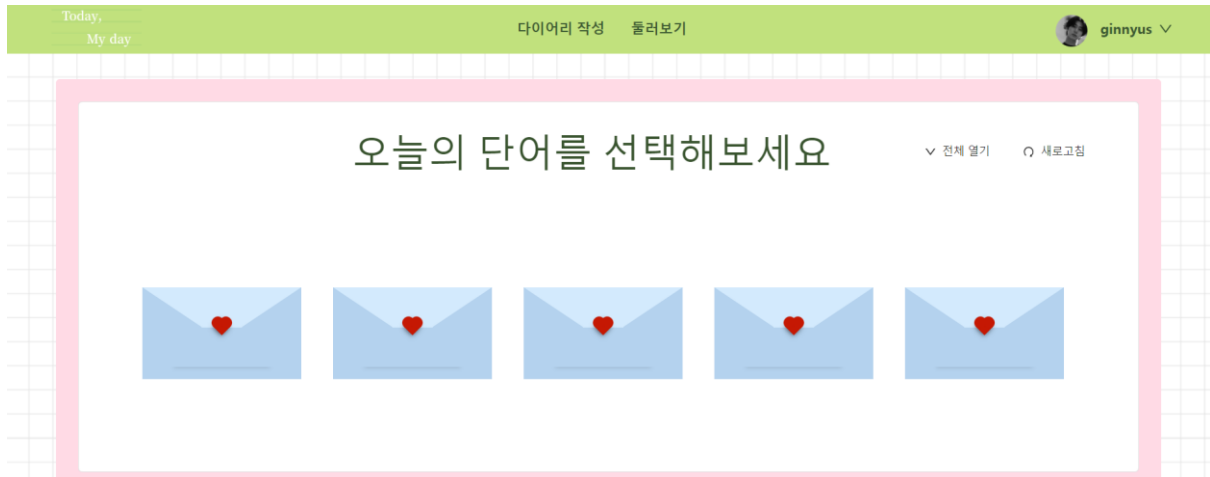 Today,
My day
다이어리 작성 둘러보기
ginnyus
오늘의 단어를 선택해보세요
전체 열기 새로고침